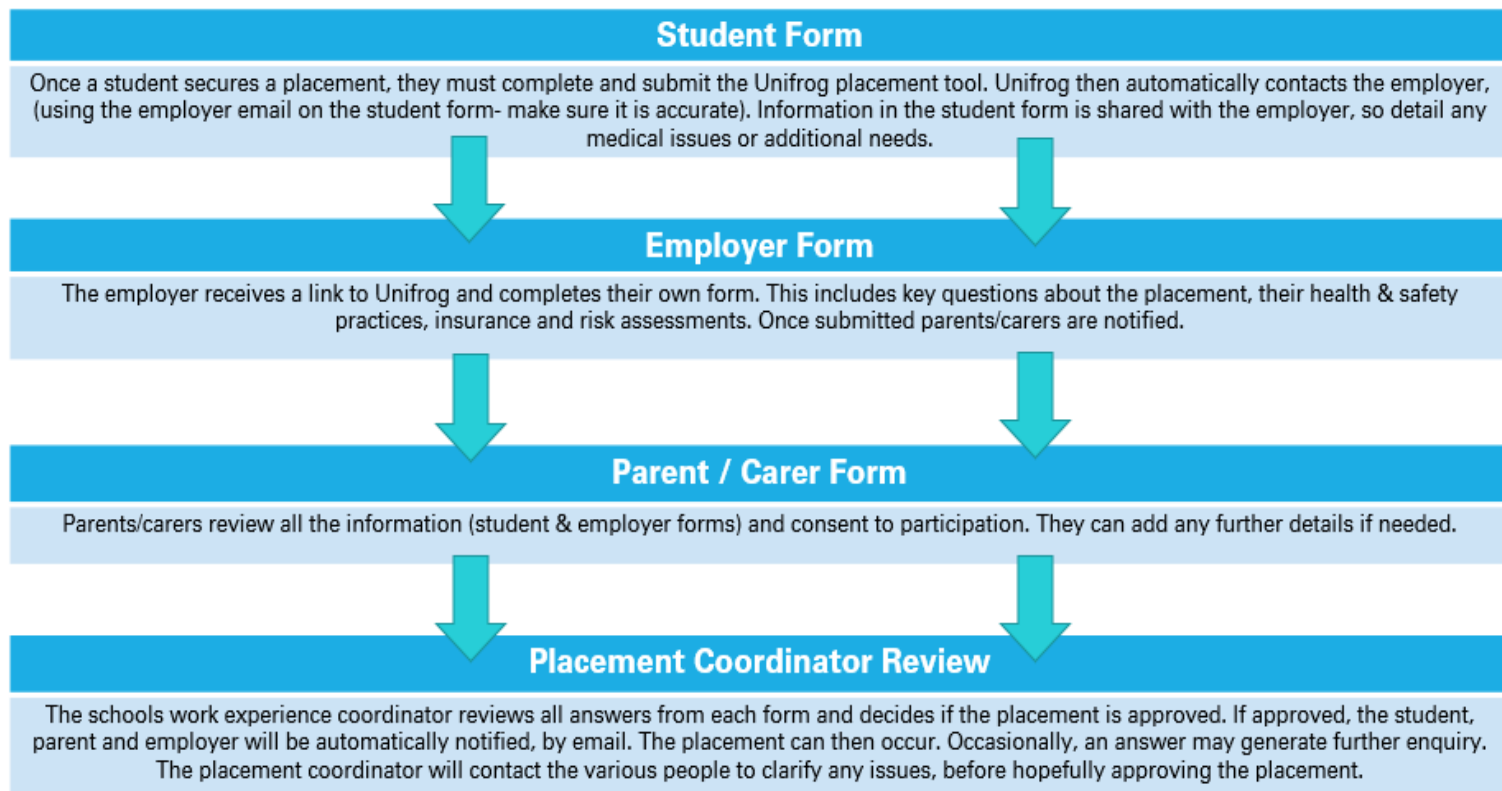 Student Form
Once a student secures a placement, they must complete and submit the Unifrog placement tool. Unifrog then automatically contacts the employer,
(using the employer email on the student form- make sure it is accurate). Information in the student form is shared with the employer, so detail any
medical issues or additional needs.
Employer Form
The employer receives a link to Unifrog and completes their own form. This includes key questions about the placement, their health & safety
practices, insurance and risk assessments. Once submitted parents/carers are notified.
Parent / Carer Form
Parents/carers review all the information (student & employer forms) and consent to participation. They can add any further details if needed.
Placement Coordinator Review
The schools work experience coordinator reviews all answers from each form and decides if the placement is approved. If approved, the student,
parent and employer will be automatically notified, by email. The placement can then occur. Occasionally, an answer may generate further enquiry.
The placement coordinator will contact the various people to clarify any issues, before hopefully approving the placement.